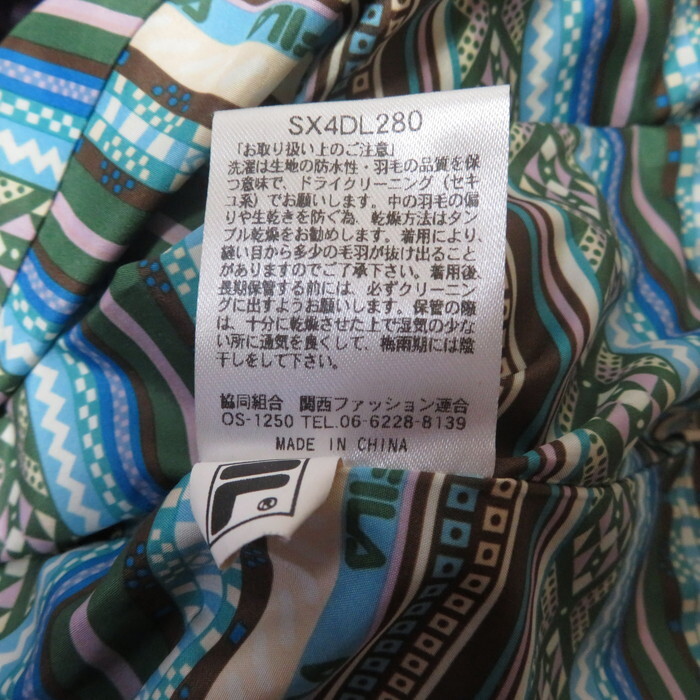 SX4DL280
「お取り扱い上のご注意」
洗濯は生地の防水性・羽毛の品質を保
つ意味で、ドライクリーニング（セキ
ユ系）でお願いします。中の羽毛の偏
りや生乾きを防ぐ為、乾燥方法はタン
ブル乾燥をお勧めします。着用により、
縫い目から多少の毛羽が抜け出ること
がありますのでご了承下さい。着用後、
長期保管する前には、必ずクリーニン
グに出すようお願いします。保管の際
は、十分に乾燥させた上で湿気の少な
い所に通気を良くして、梅雨期には陰
干しをして下さい。
協同組合 関西ファッション連合
OS-1250 TEL.06-6228-8139
MADE IN CHINA
FILA